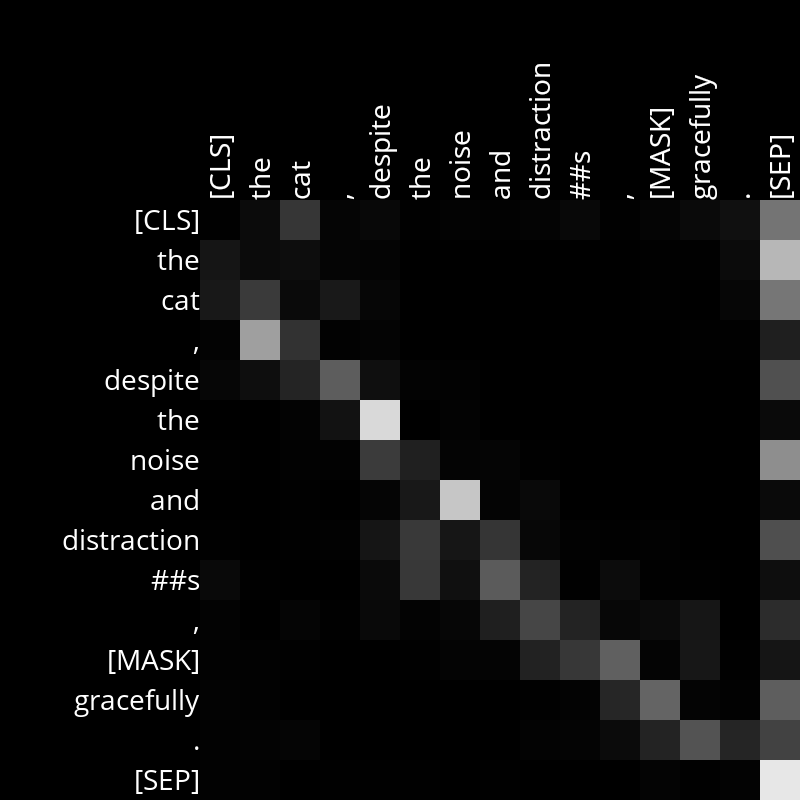 [CLS] the cat , despite the noise and distraction ##s , [MASK] gracefully . [SEP]
[CLS]
the
cat
,
despite
the
noise
and
distraction
##s
,
[MASK]
gracefully
.
[SEP]